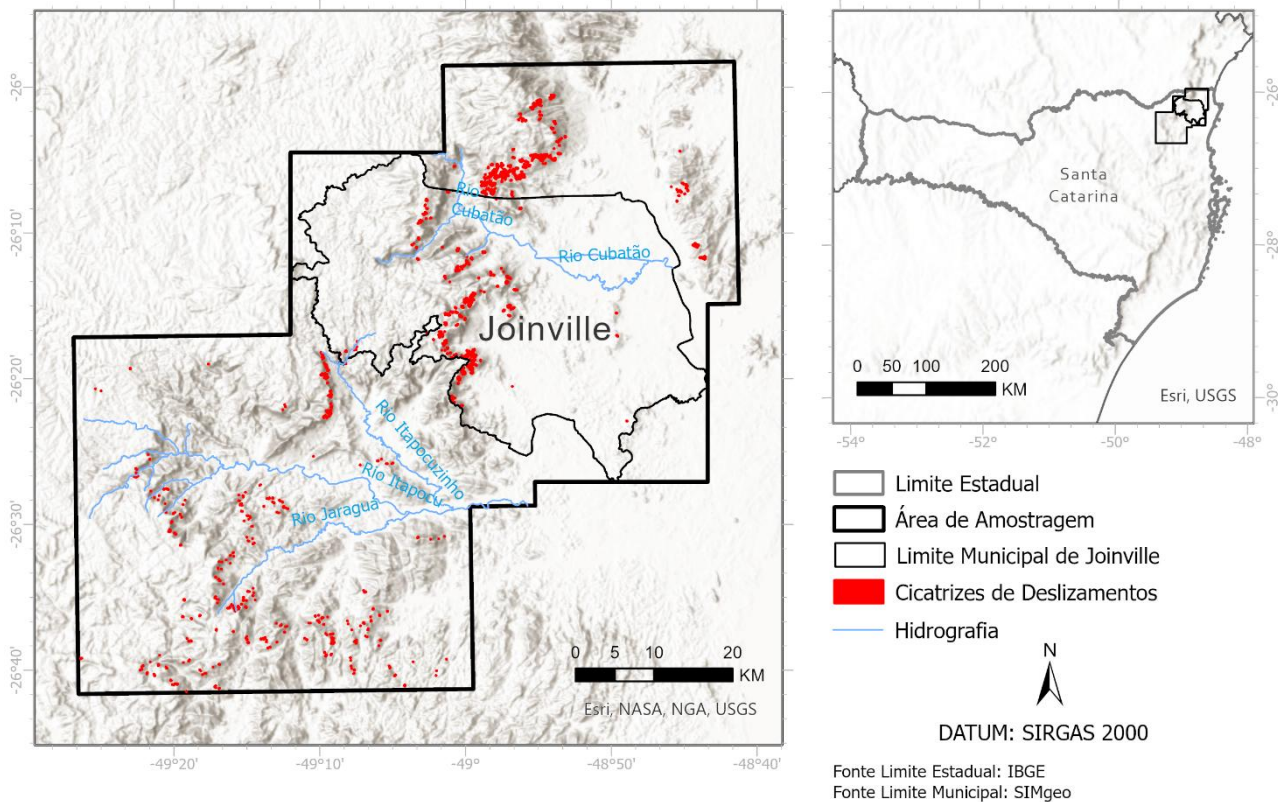 -26°
-26°10'
-26°20'
-26°30'
-26°40'
-49°20'
-49°10'
-49°
-48°50'
-48°40'
Rio
Cubatão
Rio Cubatão
Joinville
Rio Itapocuzinho
Rio Itapocu
Rio Jaraguá
0 5 10 20
KM
Esri, NASA, NGA, USGS
-26°
-28°
-30°
Santa
Catarina
0 50 100 200
KM
Esri, USGS
-54° -52° -50° -48°
Limite Estadual
Área de Amostragem
Limite Municipal de Joinville
Cicatrizes de Deslizamentos
Hidrografia
N
DATUM: SIRGAS 2000
Fonte Limite Estadual: IBGE
Fonte Limite Municipal: SIMgeo